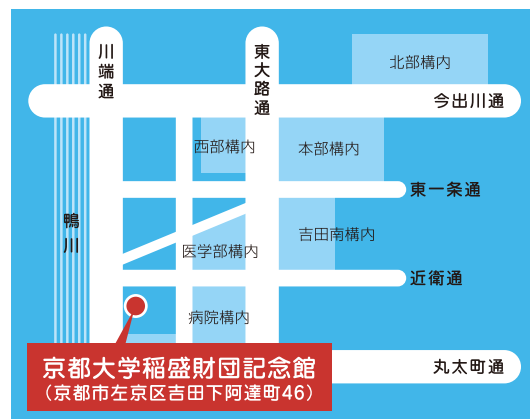 川端通
東大路通
北部構内
今出川通
西部構内
本部構内
東一条通
鴨川
吉田南構内
医学部構内
近衛通
病院構内
京都大学稲盛財団記念館
（京都市左京区吉田下阿達町46）
丸太町通